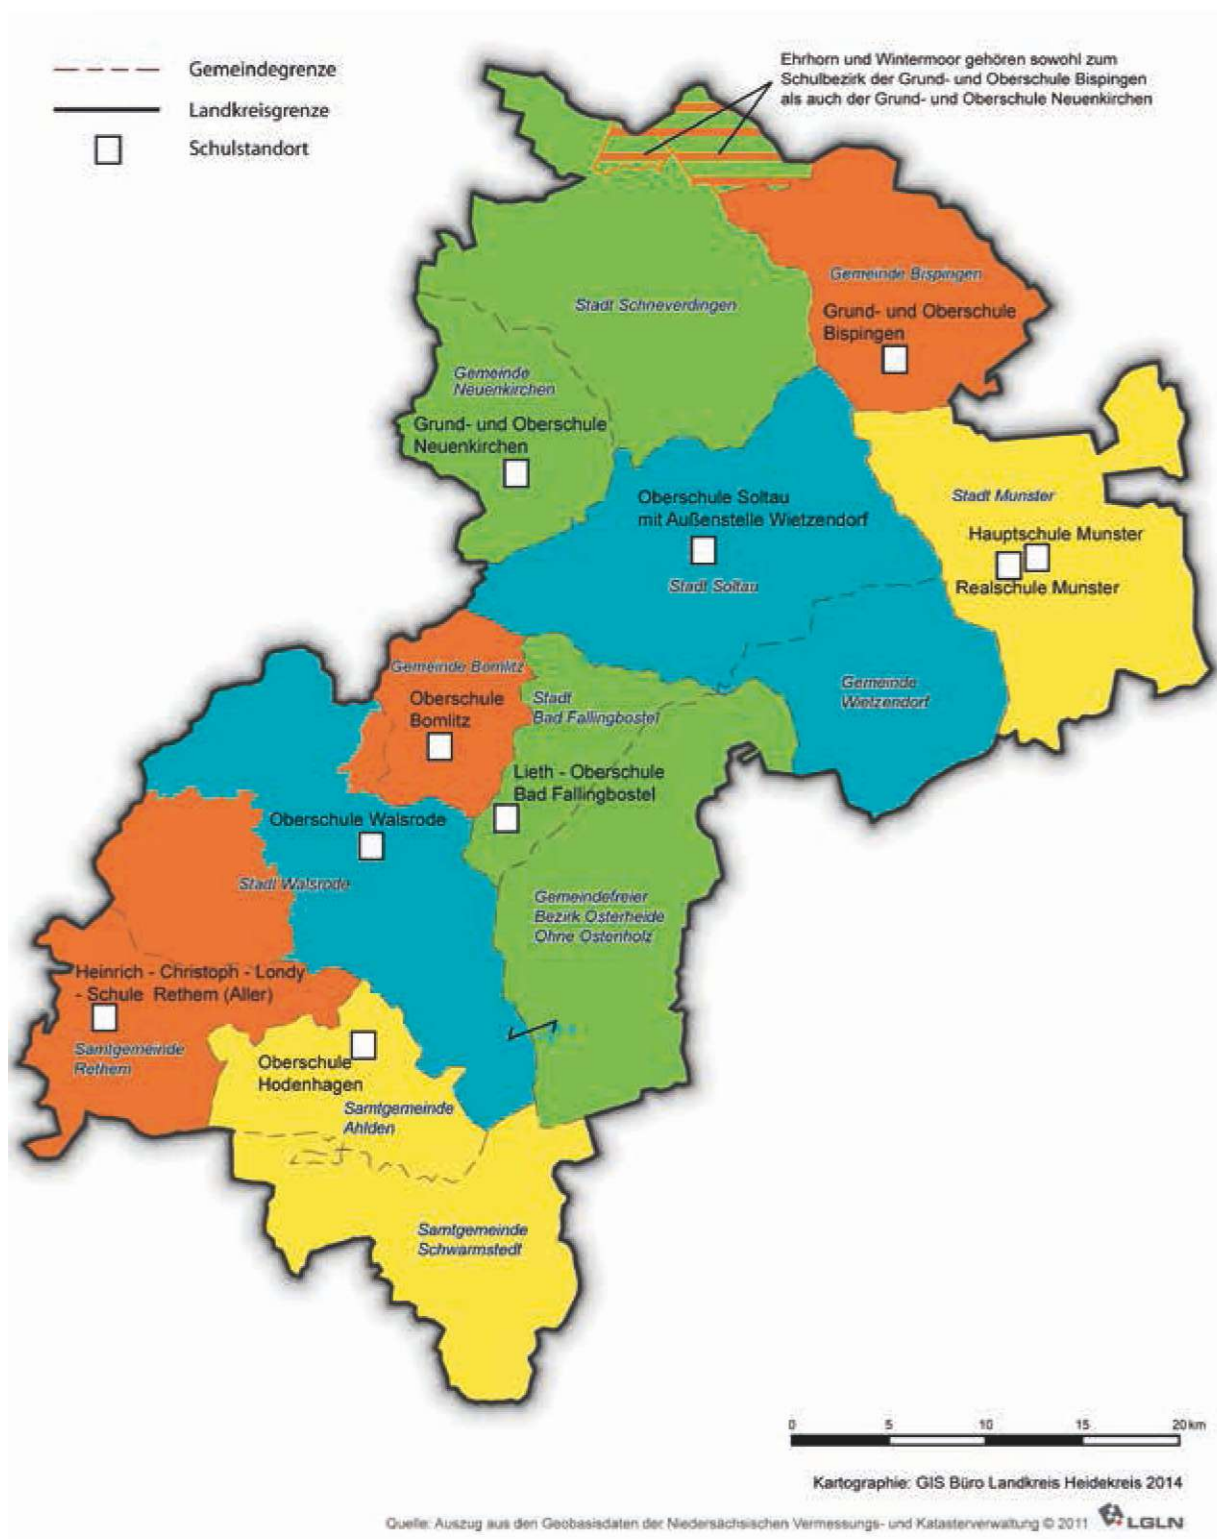 Gemeindegrenze
Landkreisgrenze
Schulstandort
Ehrhorn und Wintermoor gehören sowohl zum
Schulbezirk der Grund- und Oberschule Bispingen
als auch der Grund- und Oberschule Neuenkirchen
Gemeinde Bispingen
Stadt Schneverdingen
Grund- und Oberschule
Bispingen
Gemeinde
Neuenkirchen
Grund- und Oberschule
Neuenkirchen
Oberschule Soltau
mit Außenstelle Wietzendorf
Stadt Soltau
Stadt Munster
Hauptschule Munster
Realschule Munster
Gemeinde Bomlitz
Oberschule
Bomlitz
Stadt
Bad Fallingbostel
Gemeinde
Wietzendorf
Lieth - Oberschule
Bad Fallingbostel
Oberschule Walsrode
Stadt Walsrode
Gemeindefreier
Bezirk Osterheide
Ohne Ostenholz
Heinrich - Christoph - Londy
- Schule Rethem (Aller)
Samtgemeinde
Rethem
Oberschule
Hodenhagen
Samtgemeinde
Ahlden
Samtgemeinde
Schwarmstedt
0 5 10 15 20 km
Kartographie: GIS Büro Landkreis Heidekreis 2014
Quelle: Auszug aus den Geobasisdaten der Niedersächsischen Vermessungs- und Katasterverwaltung © 2011 LGLN